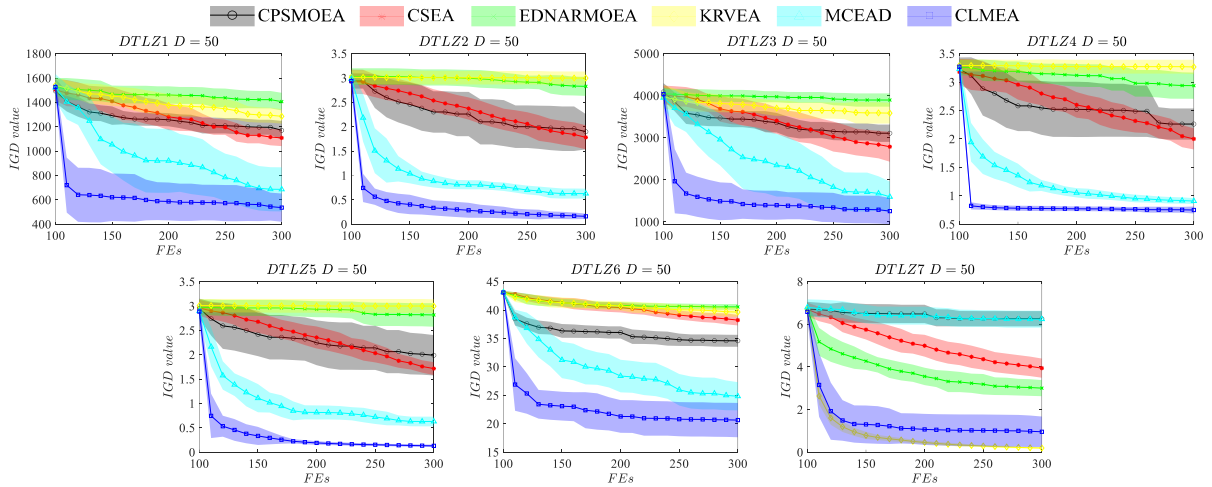 CPSMOEA CSEA EDNARMOEA KRVEA MCEAD CLMEA
DTLZ1 D = 50
1800
1600
1400
1200
1000
800
600
400
100 150 200 250 300
FEs
IGD value
DTLZ2 D = 50
3.5
3
2.5
2
1.5
1
0.5
0
100 150 200 250 300
FEs
IGD value
DTLZ3 D = 50
5000
4000
3000
2000
1000
100 150 200 250 300
FEs
IGD value
DTLZ4 D = 50
3.5
3
2.5
2
1.5
1
0.5
100 150 200 250 300
FEs
IGD value
DTLZ5 D = 50
3.5
3
2.5
2
1.5
1
0.5
0
100 150 200 250 300
FEs
IGD value
DTLZ6 D = 50
45
40
35
30
25
20
15
100 150 200 250 300
FEs
IGD value
DTLZ7 D = 50
8
6
4
2
0
100 150 200 250 300
FEs
IGD value